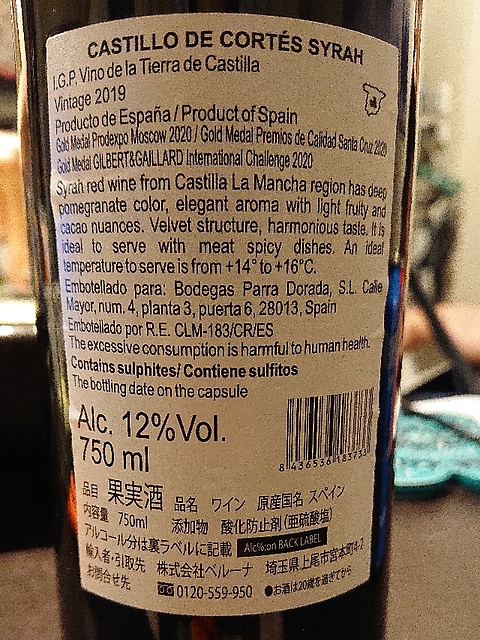 CASTILLO DE CORTÉS SYRAH
I.G.P. Vino de la Tierra de Castilla
Vintage 2019
Producto de España / Product of Spain
Gold Medal Prodexpo Moscow 2020 / Gold Medal Premios de Calidad Santa Cruz 2020
Gold Medal GILBERT&GAILLARD International Challenge 2020
Syrah red wine from Castilla La Mancha region has deep
pomegranate color, elegant aroma with light fruity and
cacao nuances. Velvet structure, harmonious taste. It is
ideal to serve with meat spicy dishes. An ideal
temperature to serve is from +14° to +16°C.
Embotellado para: Bodegas Parra Dorada, S.L. Calle
Mayor, num. 4, planta 3, puerta 6, 28013, Spain
Embotellado por R.E. CLM-183/CR/ES
The excessive consumption is harmful to human health.
Contains sulphites/ Contiene sulfitos
The bottling date on the capsule
Alc. 12%Vol.
750 ml
8 436536 183733
品目 果実酒 品名 ワイン 原産国名 スペイン
内容量 750ml 添加物 酸化防止剤(亜硫酸塩)
アルコール分は裏ラベルに記載 Alc%:on BACK LABEL
輸入者・引取先 株式会社ベルーナ 埼玉県上尾市宮本町4-2
お問合せ先 0120-559-950 ●お酒は20歳を過ぎてから